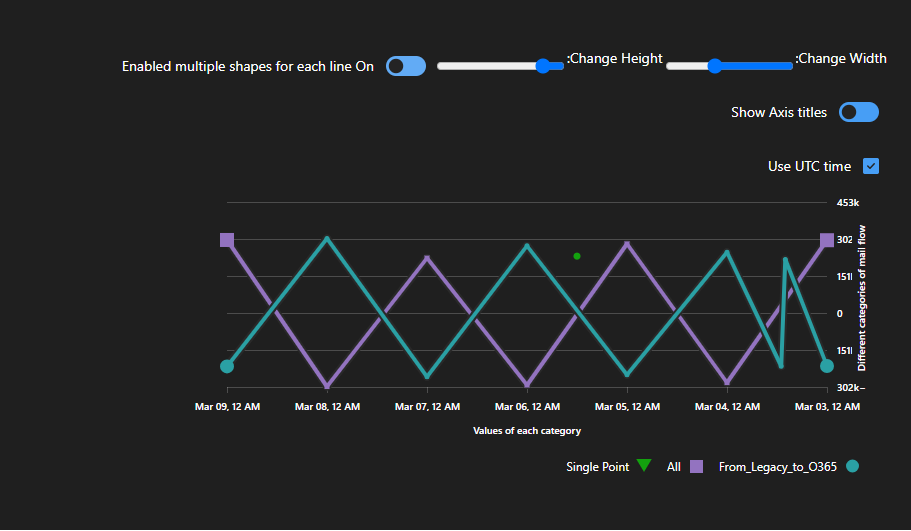 Enabled multiple shapes for each line On
:Change Height
:Change Width
Show Axis titles
Use UTC time
453k
302
151
0
151
302k−
Different categories of mail flow
Mar 09, 12 AM
Mar 08, 12 AM
Mar 07, 12 AM
Mar 06, 12 AM
Mar 05, 12 AM
Mar 04, 12 AM
Mar 03, 12 AM
Values of each category
Single Point
All
From_Legacy_to_O365